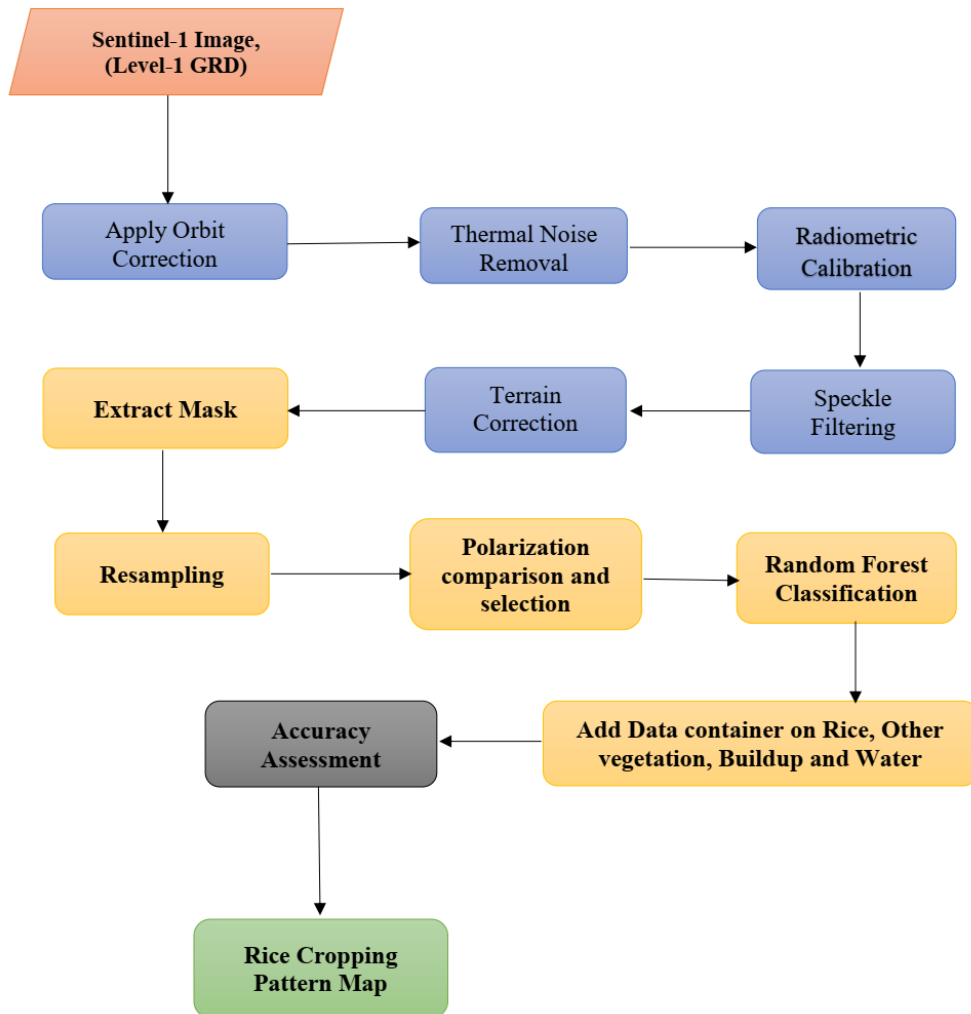 Sentinel-1 Image,
(Level-1 GRD)
Apply Orbit
Correction
Thermal Noise
Removal
Radiometric
Calibration
Speckle
Filtering
Terrain
Correction
Extract Mask
Resampling
Polarization
comparison and
selection
Random Forest
Classification
Add Data container on Rice, Other
vegetation, Buildup and Water
Accuracy
Assessment
Rice Cropping
Pattern Map